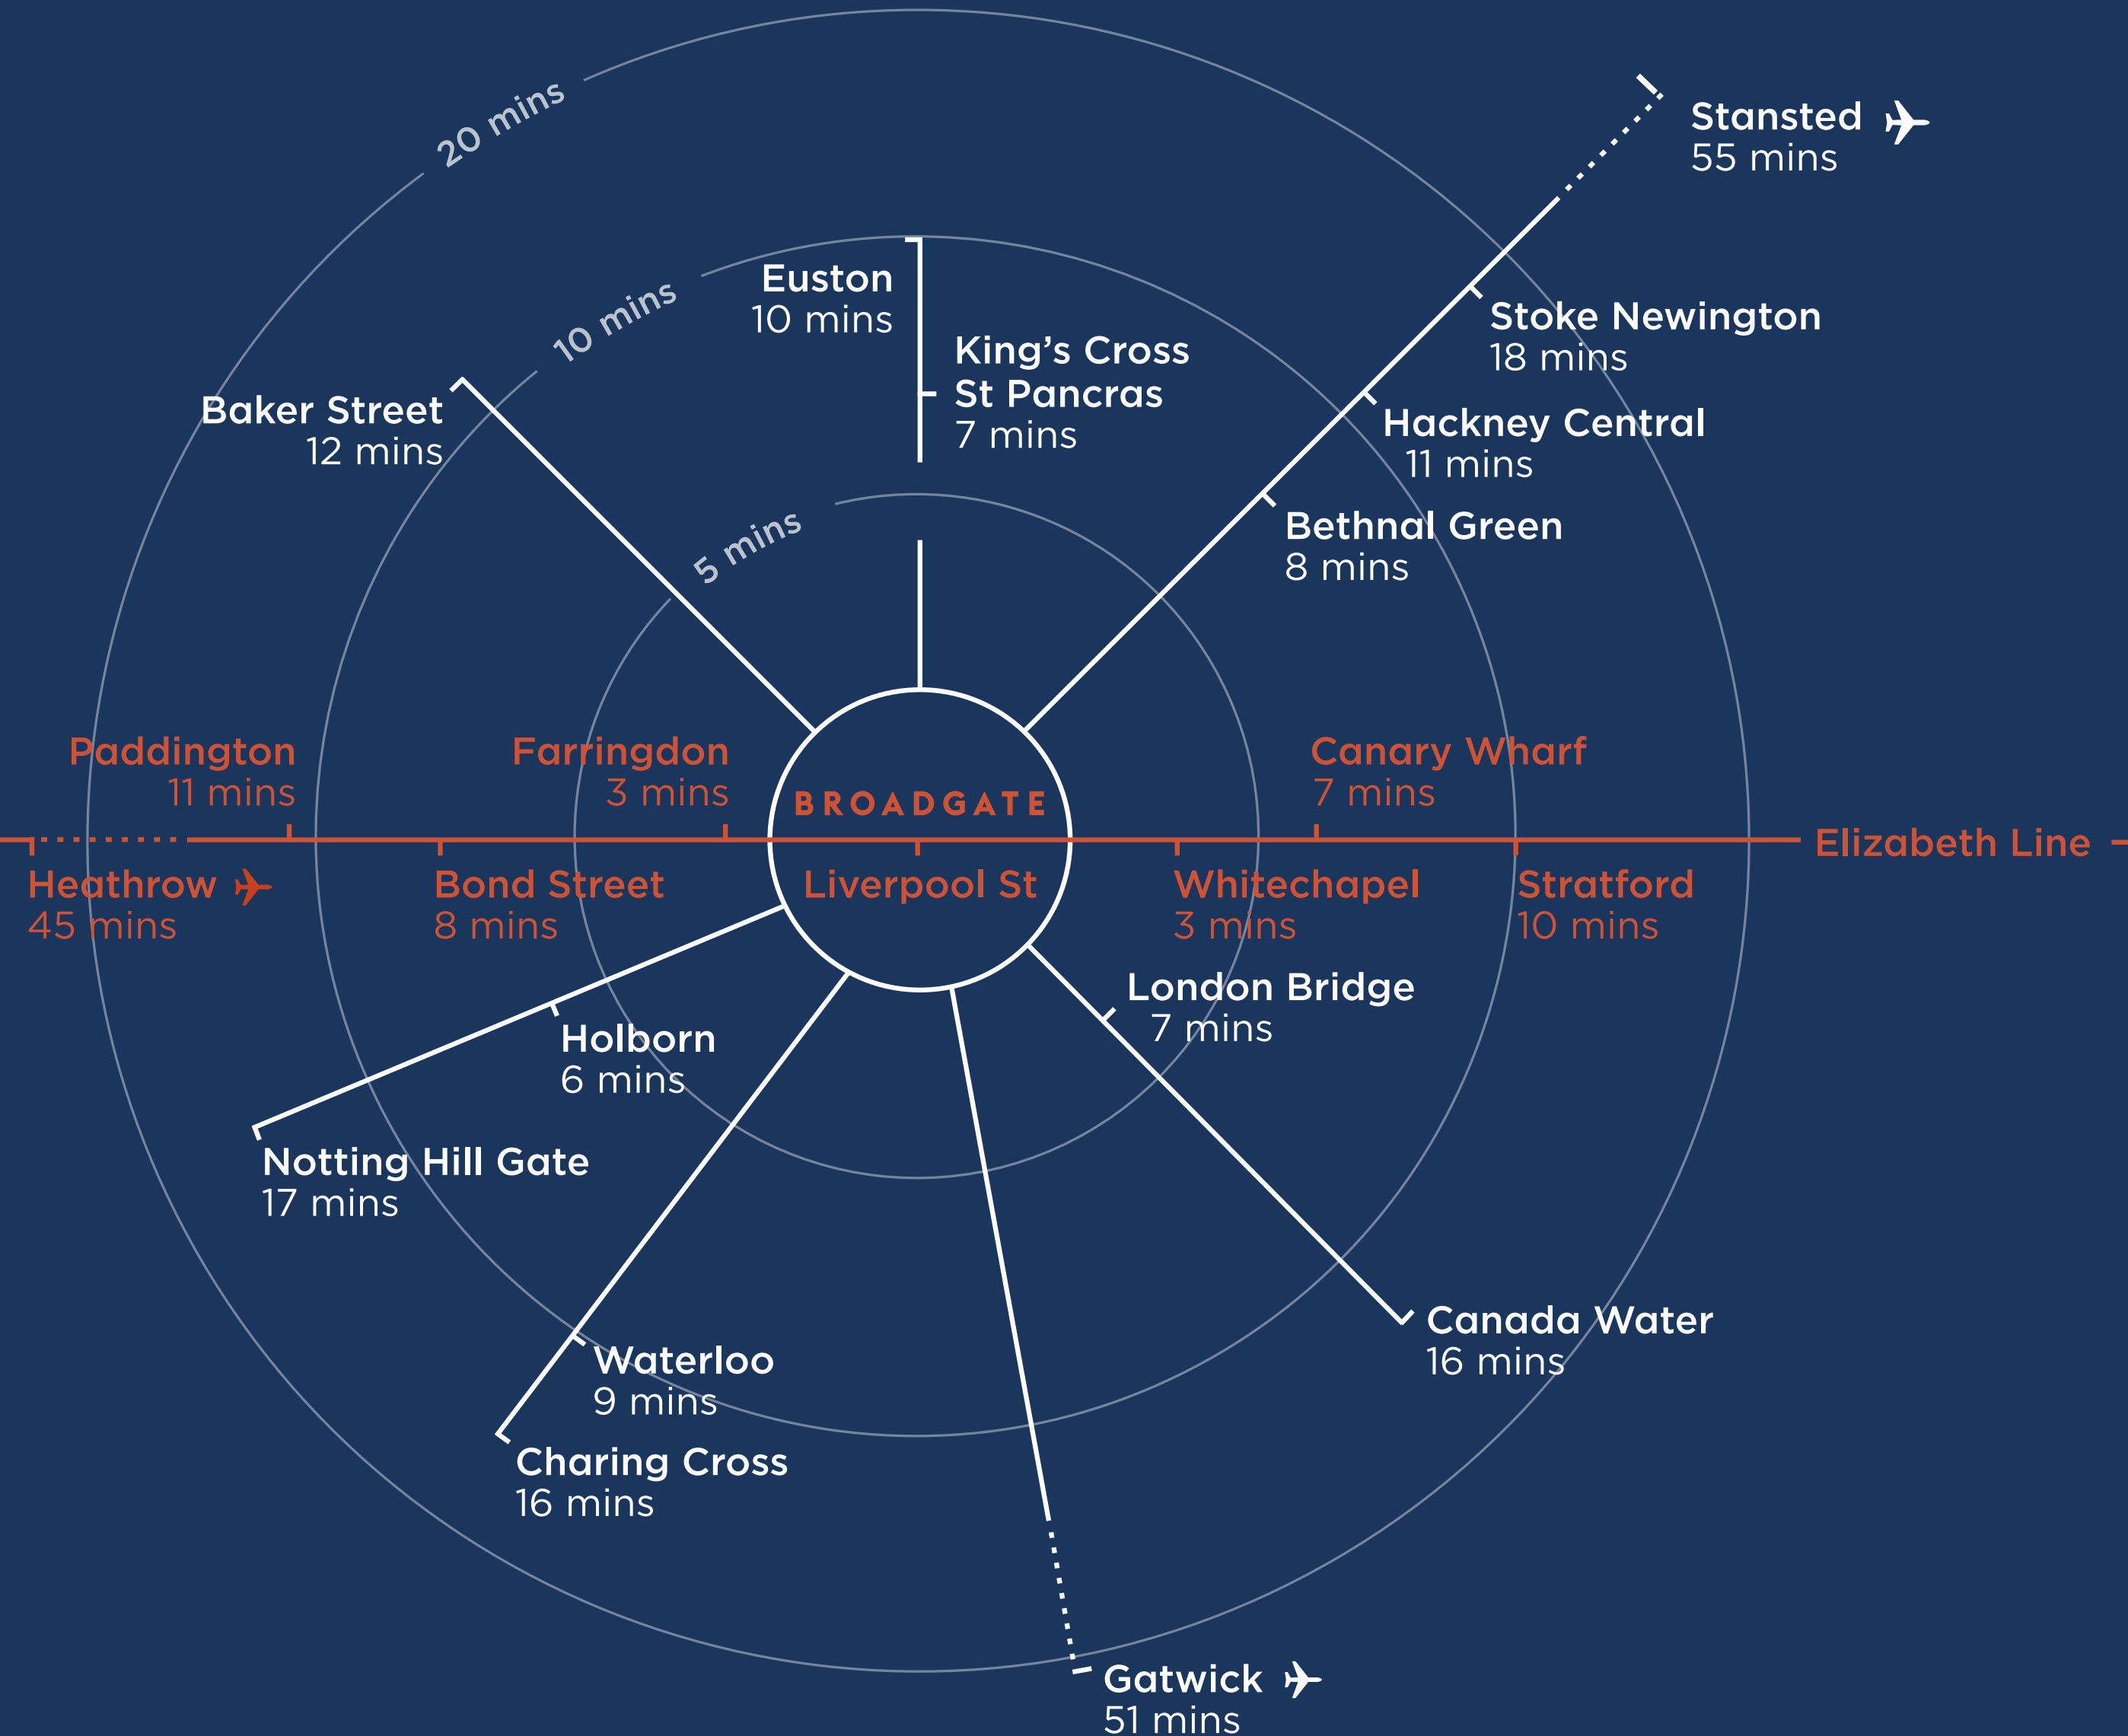 20 mins
Stansted
55 mins
Euston
10 mins
10 mins
Stoke Newington
18 mins
King’s Cross
St Pancras
7 mins
Baker Street
12 mins
Hackney Central
11 mins
5 mins
Bethnal Green
8 mins
Paddington
11 mins
Farringdon
3 mins
BROADGATE
Canary Wharf
7 mins
Elizabeth Line
Heathrow
45 mins
Bond Street
8 mins
Liverpool St
Whitechapel
3 mins
Stratford
10 mins
London Bridge
7 mins
Holborn
6 mins
Notting Hill Gate
17 mins
Canada Water
16 mins
Waterloo
9 mins
Charing Cross
16 mins
Gatwick
51 mins